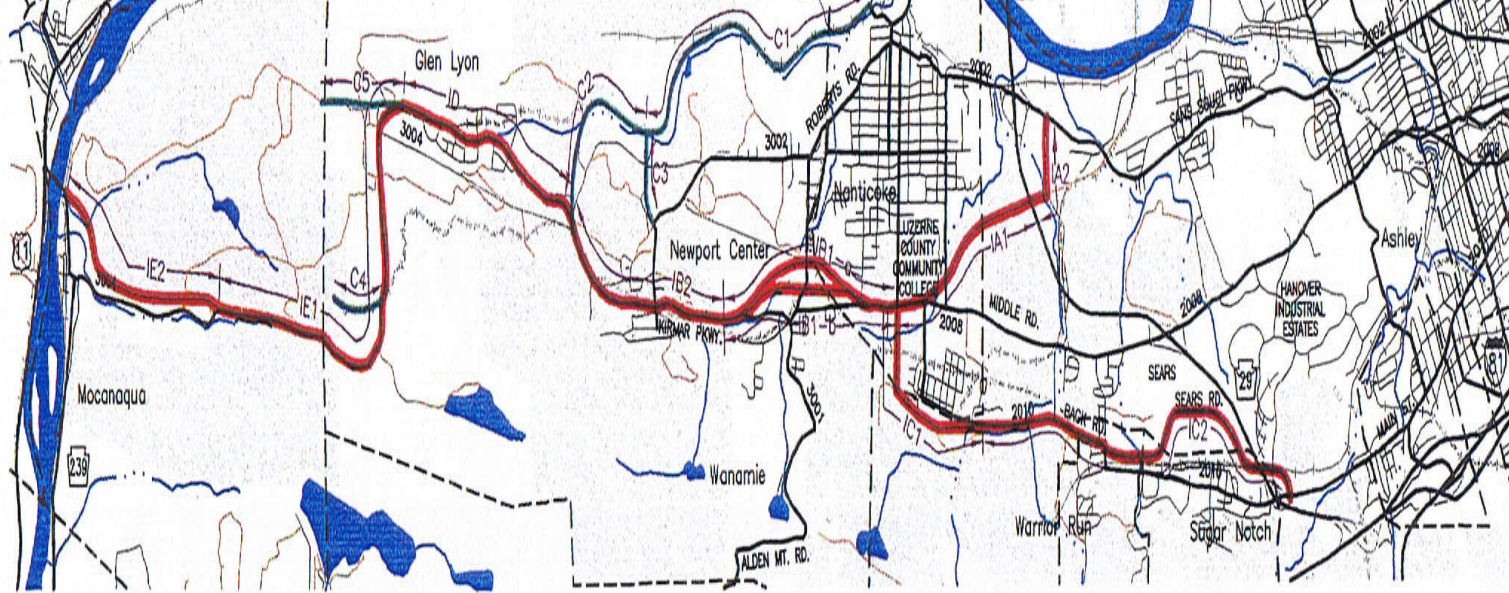 C1
2002
2002
C5
Glen Lyon
ID
C2
ROBERTS RD.
SANS SOUCI PKWY.
3004
3002
2008
C3
IA2
Nanticoke
11
LUZERNE
COUNTY
COMMUNITY
COLLEGE
IA1
Ashley
Newport Center
IE2
3004
C4
IB2
IE1
HANOVER
INDUSTRIAL
ESTATES
KIRMAR PKWY.
IB1-B
2008
MIDDLE RD.
2008
81
SEARS
29
Mocanaqua
SEARS RD.
3001
2010
BACK RD.
MAIN ST.
IC1
IC2
239
Wanamie
2010
Warrior Run
Sugar Notch
ALDEN MT. RD.